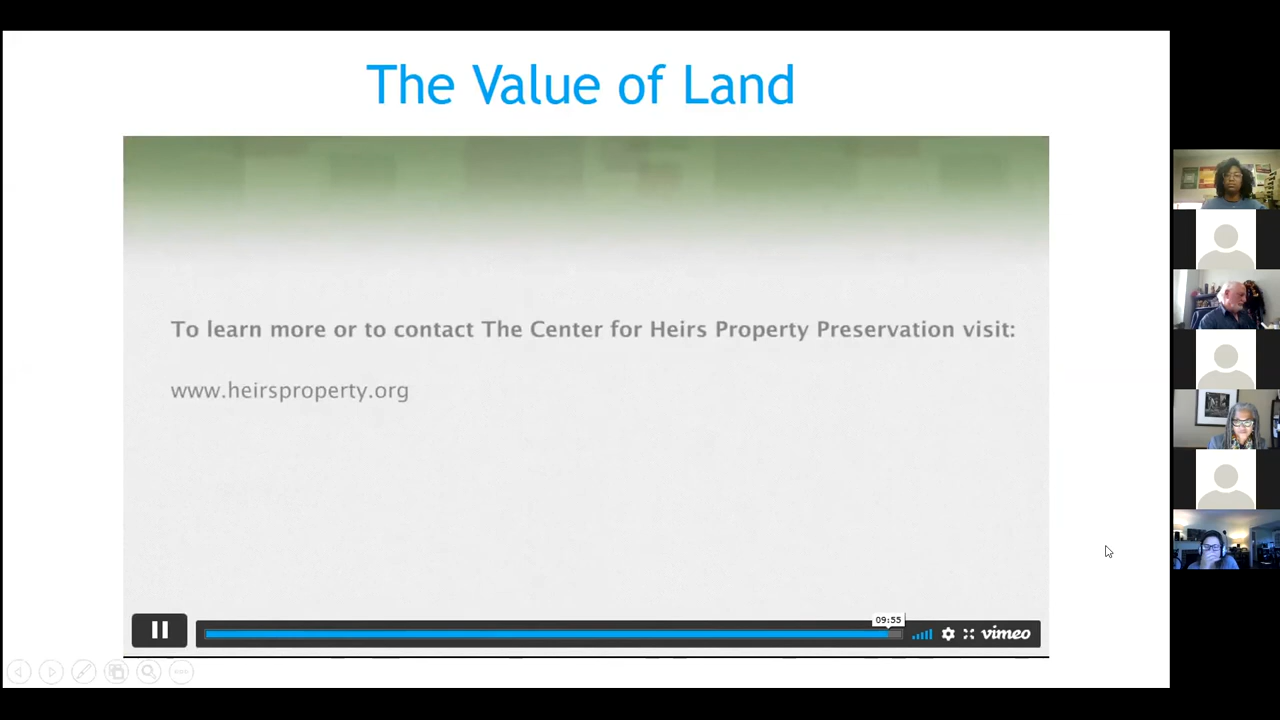 The Value of Land
To learn more or to contact The Center for Heirs Property Preservation visit:
www.heirsproperty.org
09:55
vimeo